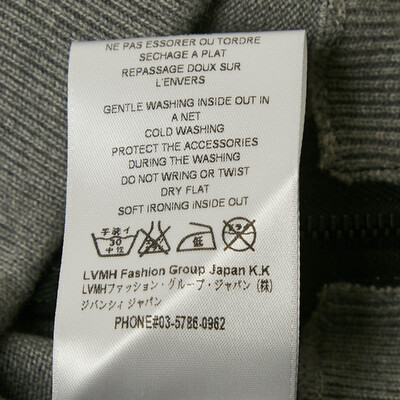 NE PAS ESSORER OU TORDRE
SECHAGE A PLAT
REPASSAGE DOUX SUR
L'ENVERS
GENTLE WASHING INSIDE OUT IN
A NET
COLD WASHING
PROTECT THE ACCESSORIES
DURING THE WASHING
DO NOT WRING OR TWIST
DRY FLAT
SOFT IRONING INSIDE OUT
手洗イ
30
中性
低
LVMH Fashion Group Japan K.K
LVMHファッション・グループ・ジャパン (株)
ジバンシィ ジャパン
PHONE#03-5786-0962